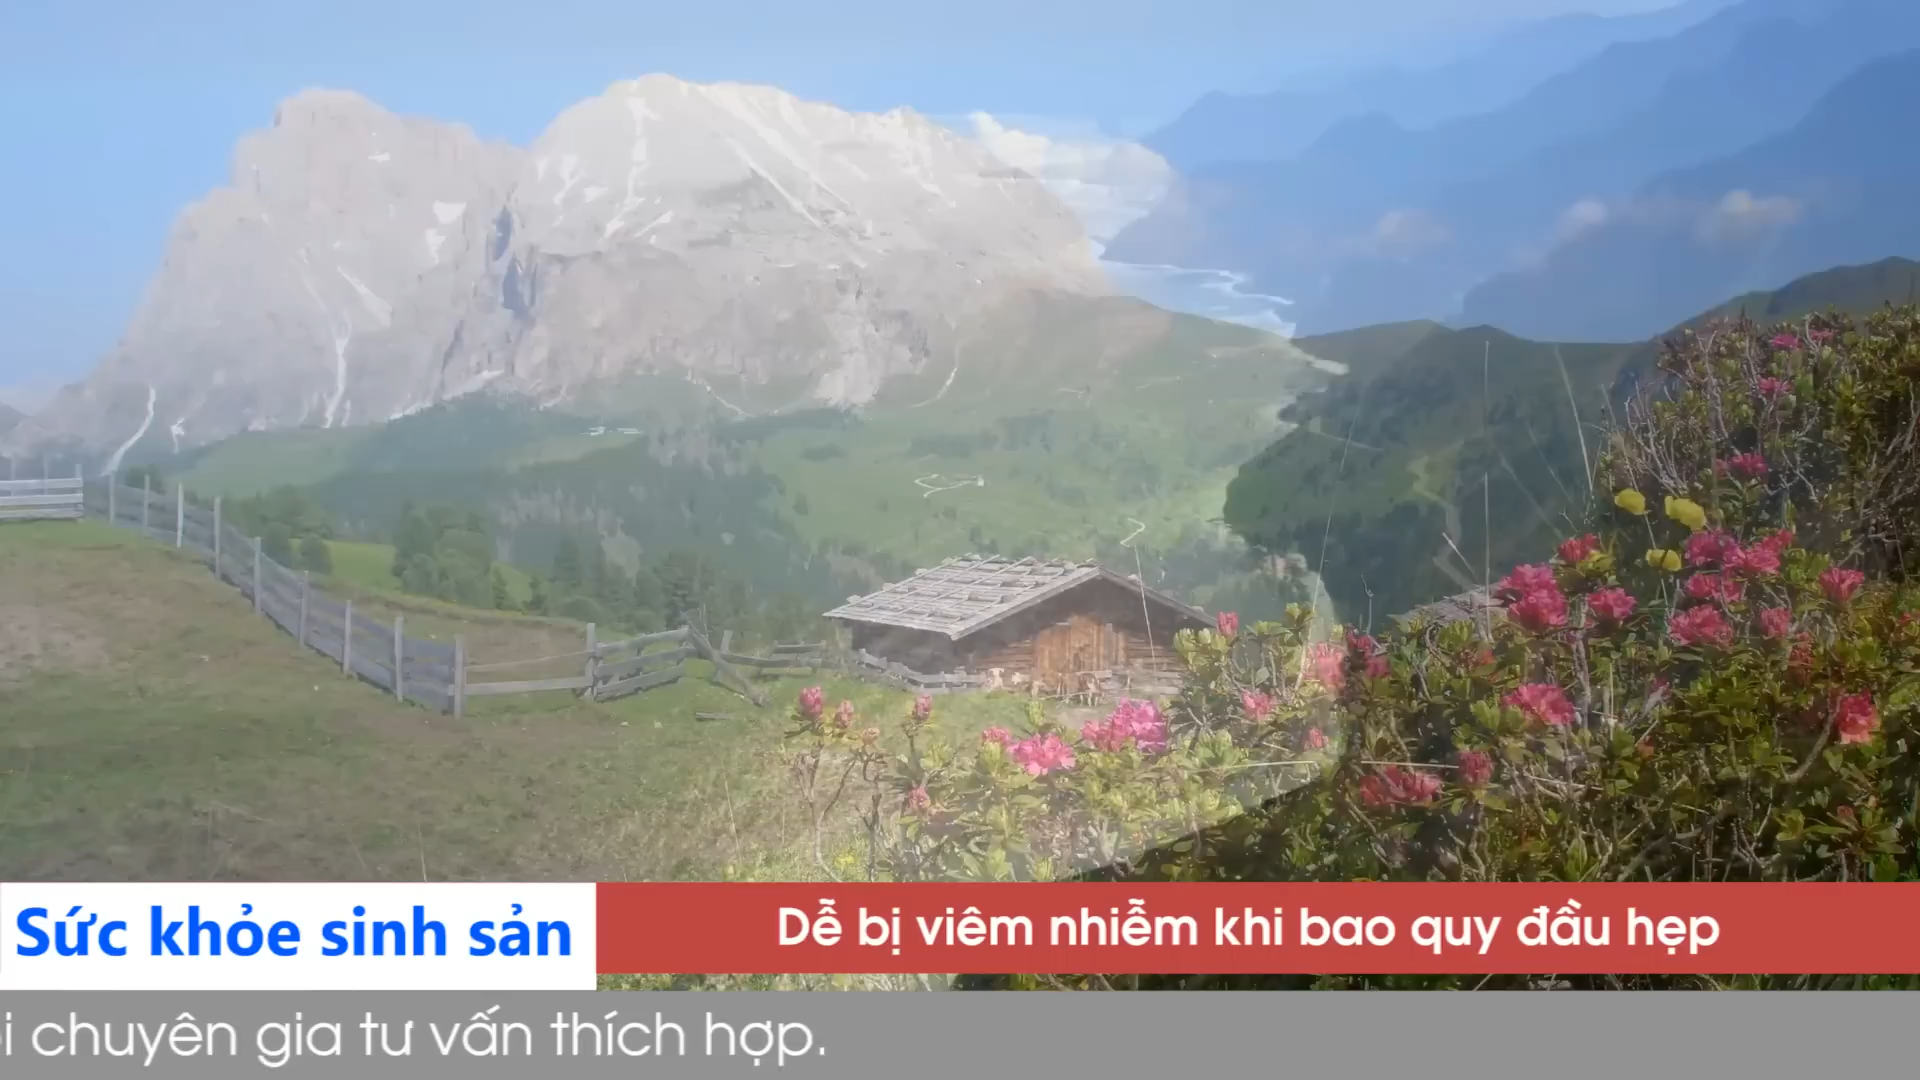 Sức khỏe sinh sản
Dễ bị viêm nhiễm khi bao quy đầu hẹp
chuyên gia tư vấn thích hợp.